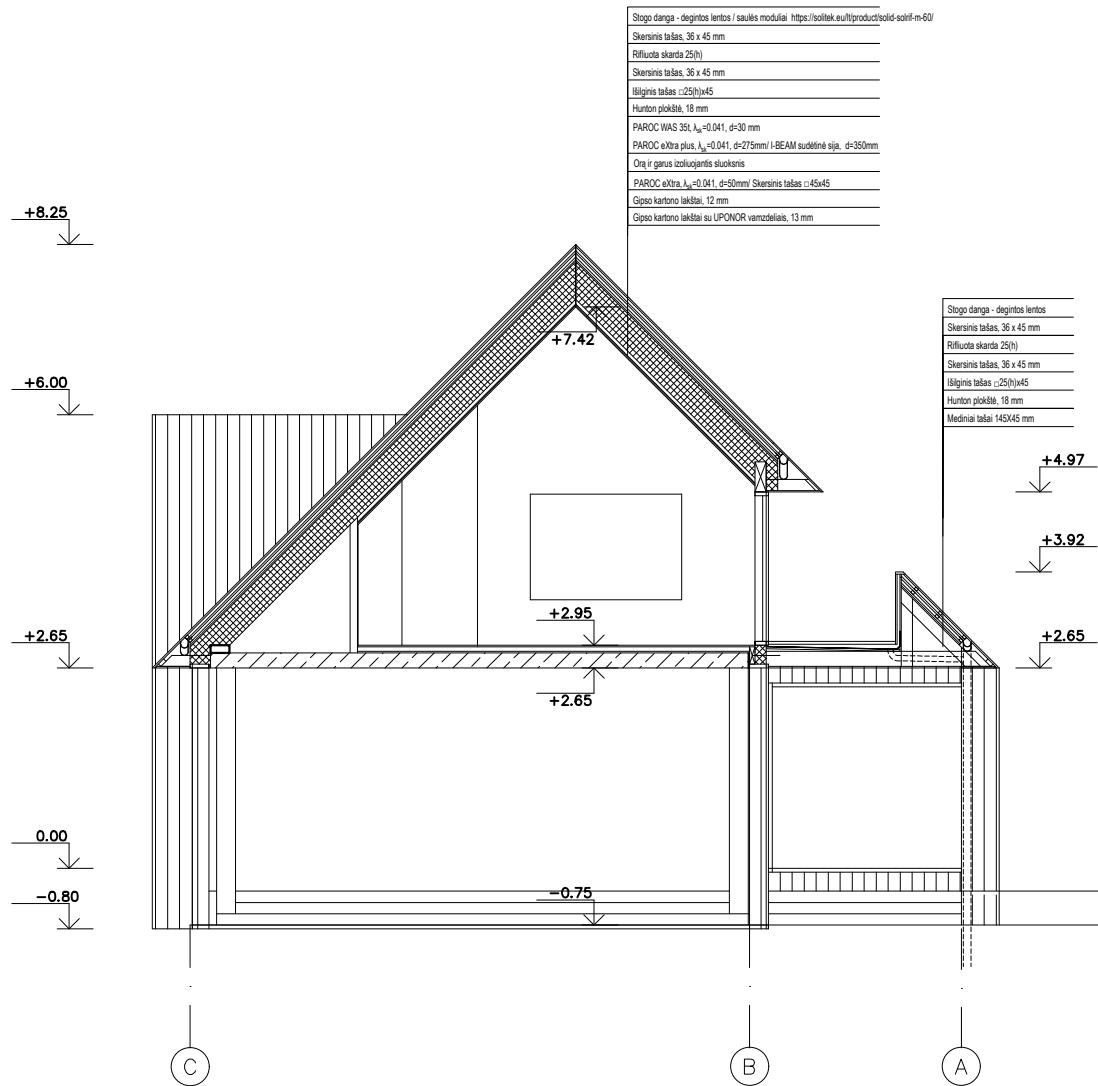 Stogo danga - degintos lentos / saulės moduliai https://solitek.eu/lt/product/solid-solrif-m-60/
Skersinis tašas, 36 x 45 mm
Rifliuota skarda 25(h)
Skersinis tašas, 36 x 45 mm
Išilginis tašas □25(h)x45
Hunton plokštė, 18 mm
PAROC WAS 35t, λsk=0.041, d=30 mm
PAROC eXtra plus, λsk=0.041, d=275mm/ I-BEAM sudėtinė sija, d=350mm
Orą ir garus izoliuojantis sluoksnis
PAROC eXtra, λsk=0.041, d=50mm/ Skersinis tašas □45x45
Gipso kartono lakštai, 12 mm
Gipso kartono lakštai su UPONOR vamzdeliais, 13 mm
+8.25
Stogo danga - degintos lentos
Skersinis tašas, 36 x 45 mm
Rifliuota skarda 25(h)
Skersinis tašas, 36 x 45 mm
Išilginis tašas □25(h)x45
Hunton plokštė, 18 mm
Mediniai tašai 145X45 mm
+7.42
+6.00
+4.97
+3.92
+2.95
+2.65
+2.65
+2.65
0.00
-0.80
-0.75
C
B
A